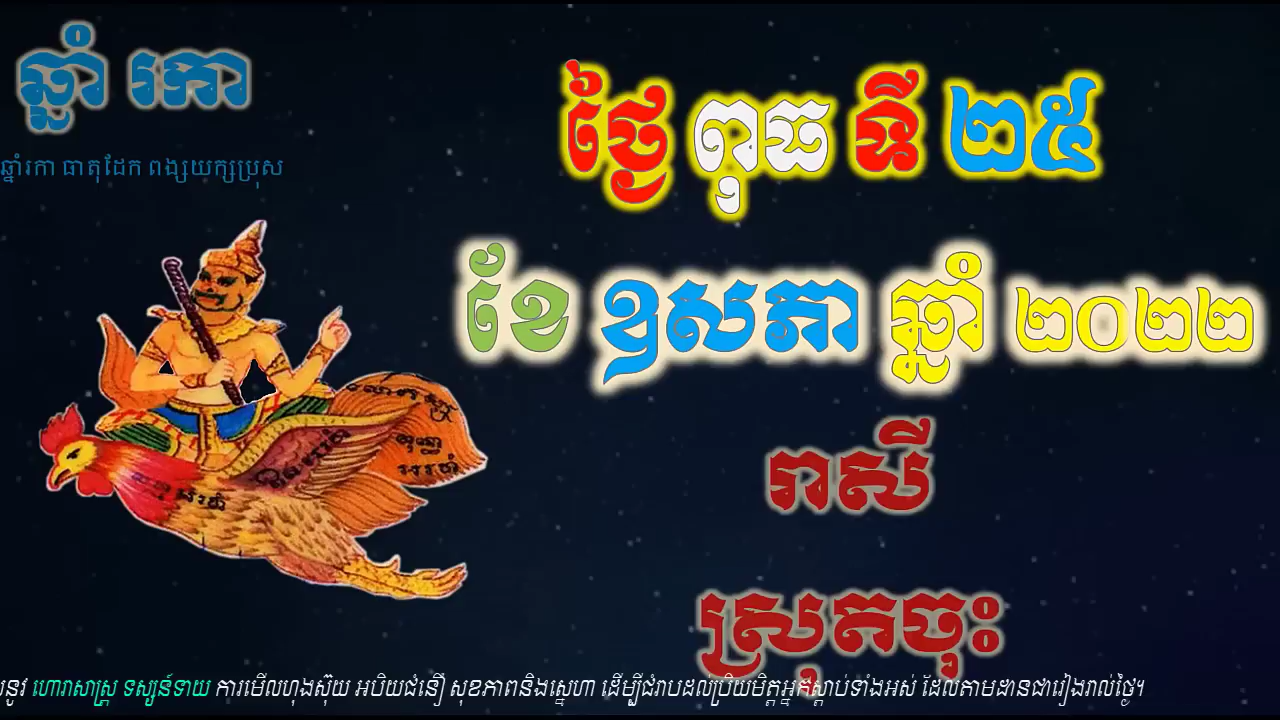 ឆ្នាំ រកា
ឆ្នាំរកា ធាតុដែក ពង្សយក្សប្រុស
ថ្ងៃ ពុធ ទី ២៥
ខែ ឧសភា ឆ្នាំ ២០២២
រាសី
ស្រុតចុះ
នូវ ហោរាសាស្ត្រ ទស្សន៍ទាយ ការមើលហុងស៊ុយ អបិយជំនឿ សុខភាពនិងស្នេហា ដើម្បីជំរាបដល់ប្រិយមិត្តអ្នកស្តាប់ទាំងអស់ ដែលតាមដានជារៀងរាល់ថ្ងៃ។